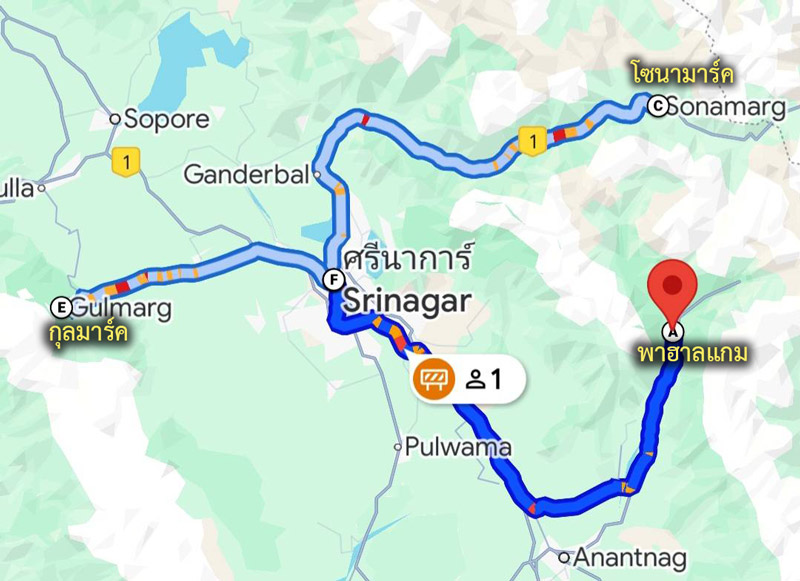 โซนามาร์ค
C
Sonamarg
Sopore
1
1
Ganderbal
ulla
ศรีนาการ์
F
Srinagar
E
Gulmarg
กุลมาร์ค
A
พาฮาลแกม
1
Pulwama
Anantnag